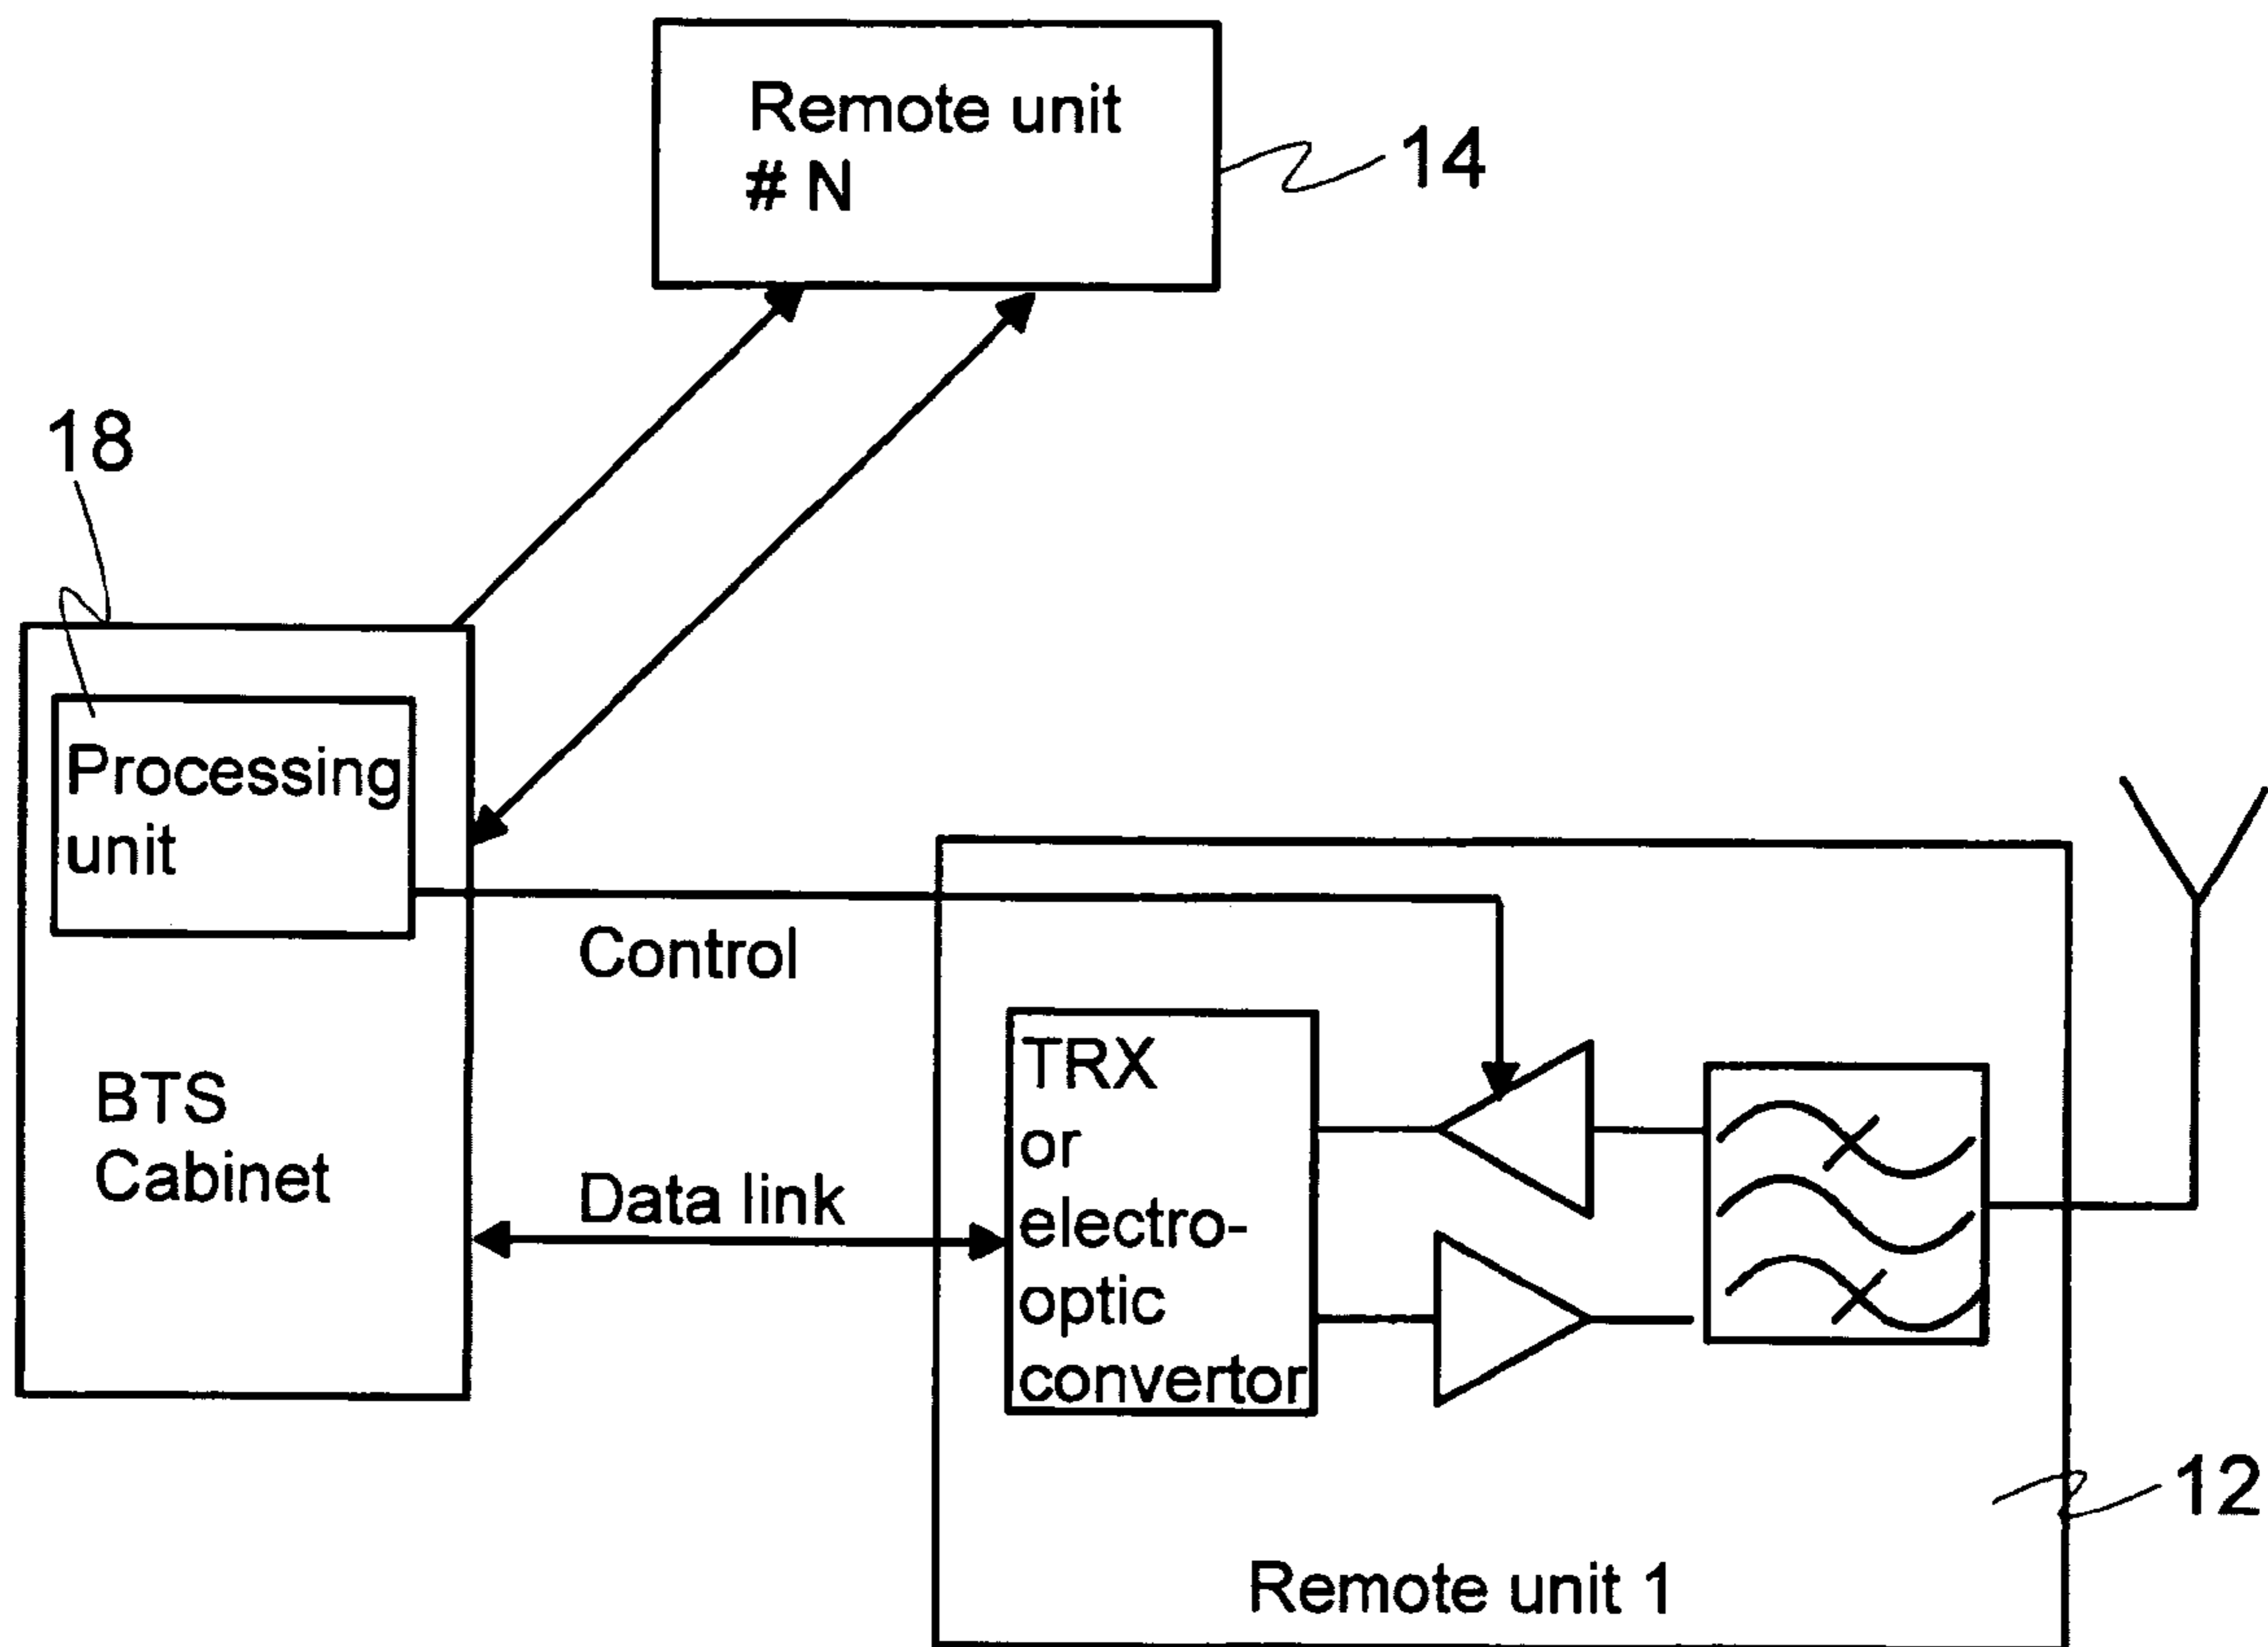 Remote unit
# N
14
18
Processing
unit
Control
BTS
Cabinet
Data link
TRX
or
electro-
optic
convertor
12
Remote unit 1